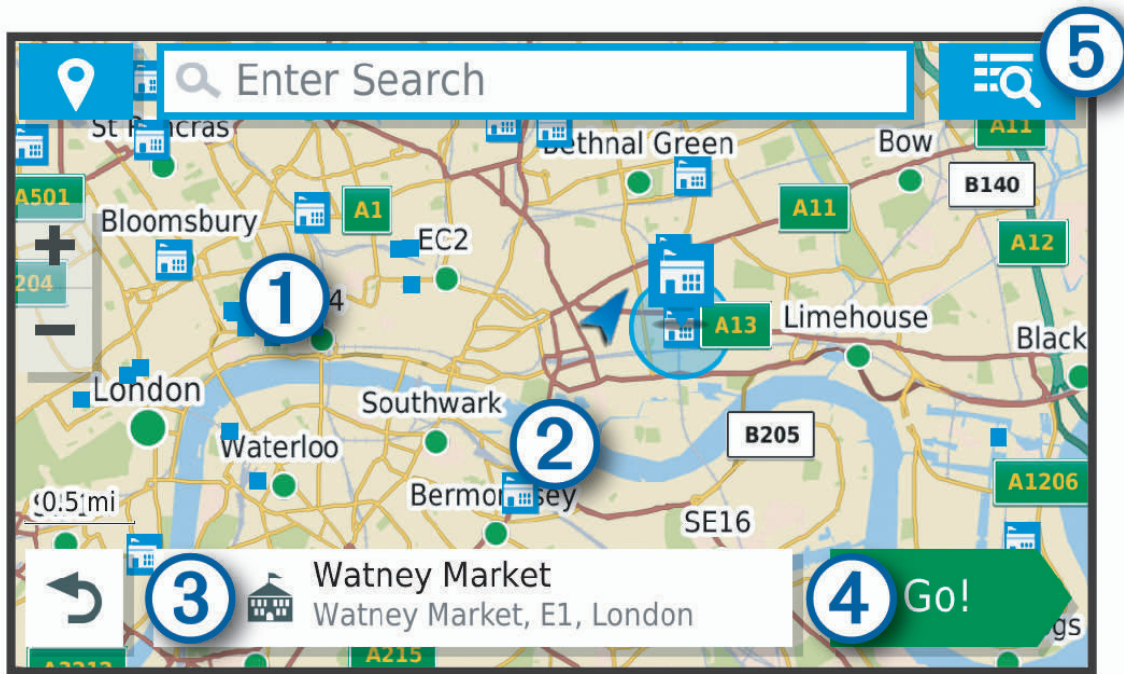 5
Enter Search
St Pancras
Bethnal Green
Bow
A11
B140
A501
A1
A11
Bloomsbury
EC2
A12
204
1
4
A13
Limehouse
Black
London
Southwark
2
B205
Waterloo
Bermondsey
A1206
0.5 mi
SE16
3
Watney Market
Watney Market, E1, London
4
Go!
gs
A215